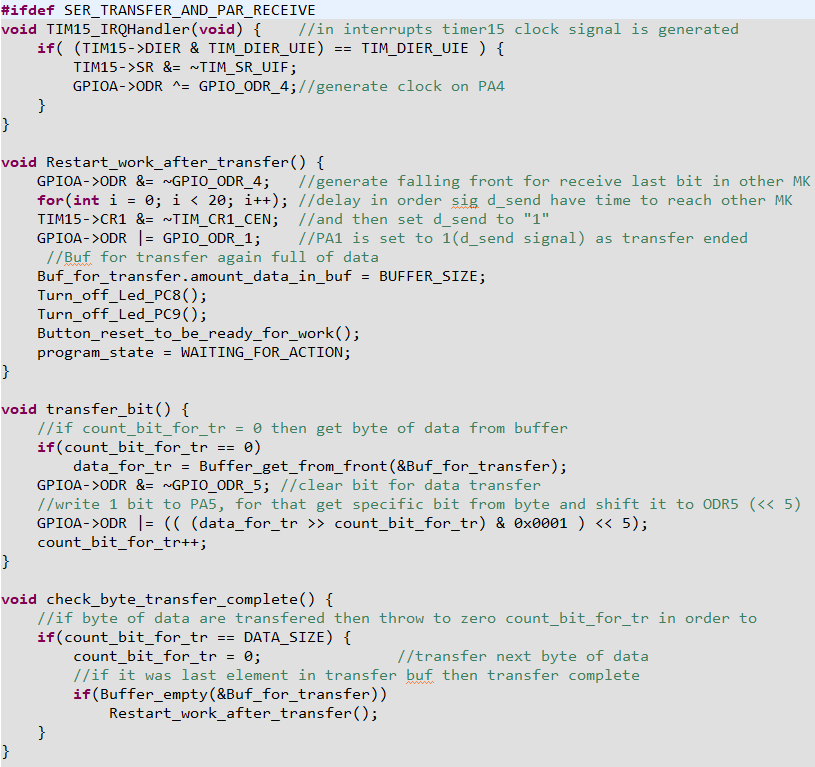 #ifdef SER_TRANSFER_AND_PAR_RECEIVE
void TIM15_IRQHandler(void) {    //in interrupts timer15 clock signal is generated
    if( (TIM15->DIER & TIM_DIER_UIE) == TIM_DIER_UIE ) {
        TIM15->SR &= ~TIM_SR_UIF;
        GPIOA->ODR ^= GPIO_ODR_4;//generate clock on PA4
    }
}

void Restart_work_after_transfer() {
    GPIOA->ODR &= ~GPIO_ODR_4;   //generate falling front for receive last bit in other MK
    for(int i = 0; i < 20; i++); //delay in order sig d_send have time to reach other MK
    TIM15->CR1 &= ~TIM_CR1_CEN;  //and then set d_send to "1"
    GPIOA->ODR |= GPIO_ODR_1;    //PA1 is set to 1(d_send signal) as transfer ended
     //Buf for transfer again full of data
    Buf_for_transfer.amount_data_in_buf = BUFFER_SIZE;
    Turn_off_Led_PC8();
    Turn_off_Led_PC9();
    Button_reset_to_be_ready_for_work();
    program_state = WAITING_FOR_ACTION;
}

void transfer_bit() {
    //if count_bit_for_tr = 0 then get byte of data from buffer
    if(count_bit_for_tr == 0)
        data_for_tr = Buffer_get_from_front(&Buf_for_transfer);
    GPIOA->ODR &= ~GPIO_ODR_5; //clear bit for data transfer
    //write 1 bit to PA5, for that get specific bit from byte and shift it to ODR5 (<< 5)
    GPIOA->ODR |= (( (data_for_tr >> count_bit_for_tr) & 0x0001 ) << 5);
    count_bit_for_tr++;
}

void check_byte_transfer_complete() {
    //if byte of data are transfered then throw to zero count_bit_for_tr in order to
    if(count_bit_for_tr == DATA_SIZE) {
        count_bit_for_tr = 0;               //transfer next byte of data
        //if it was last element in transfer buf then transfer complete
        if(Buffer_empty(&Buf_for_transfer))
            Restart_work_after_transfer();
    }
}